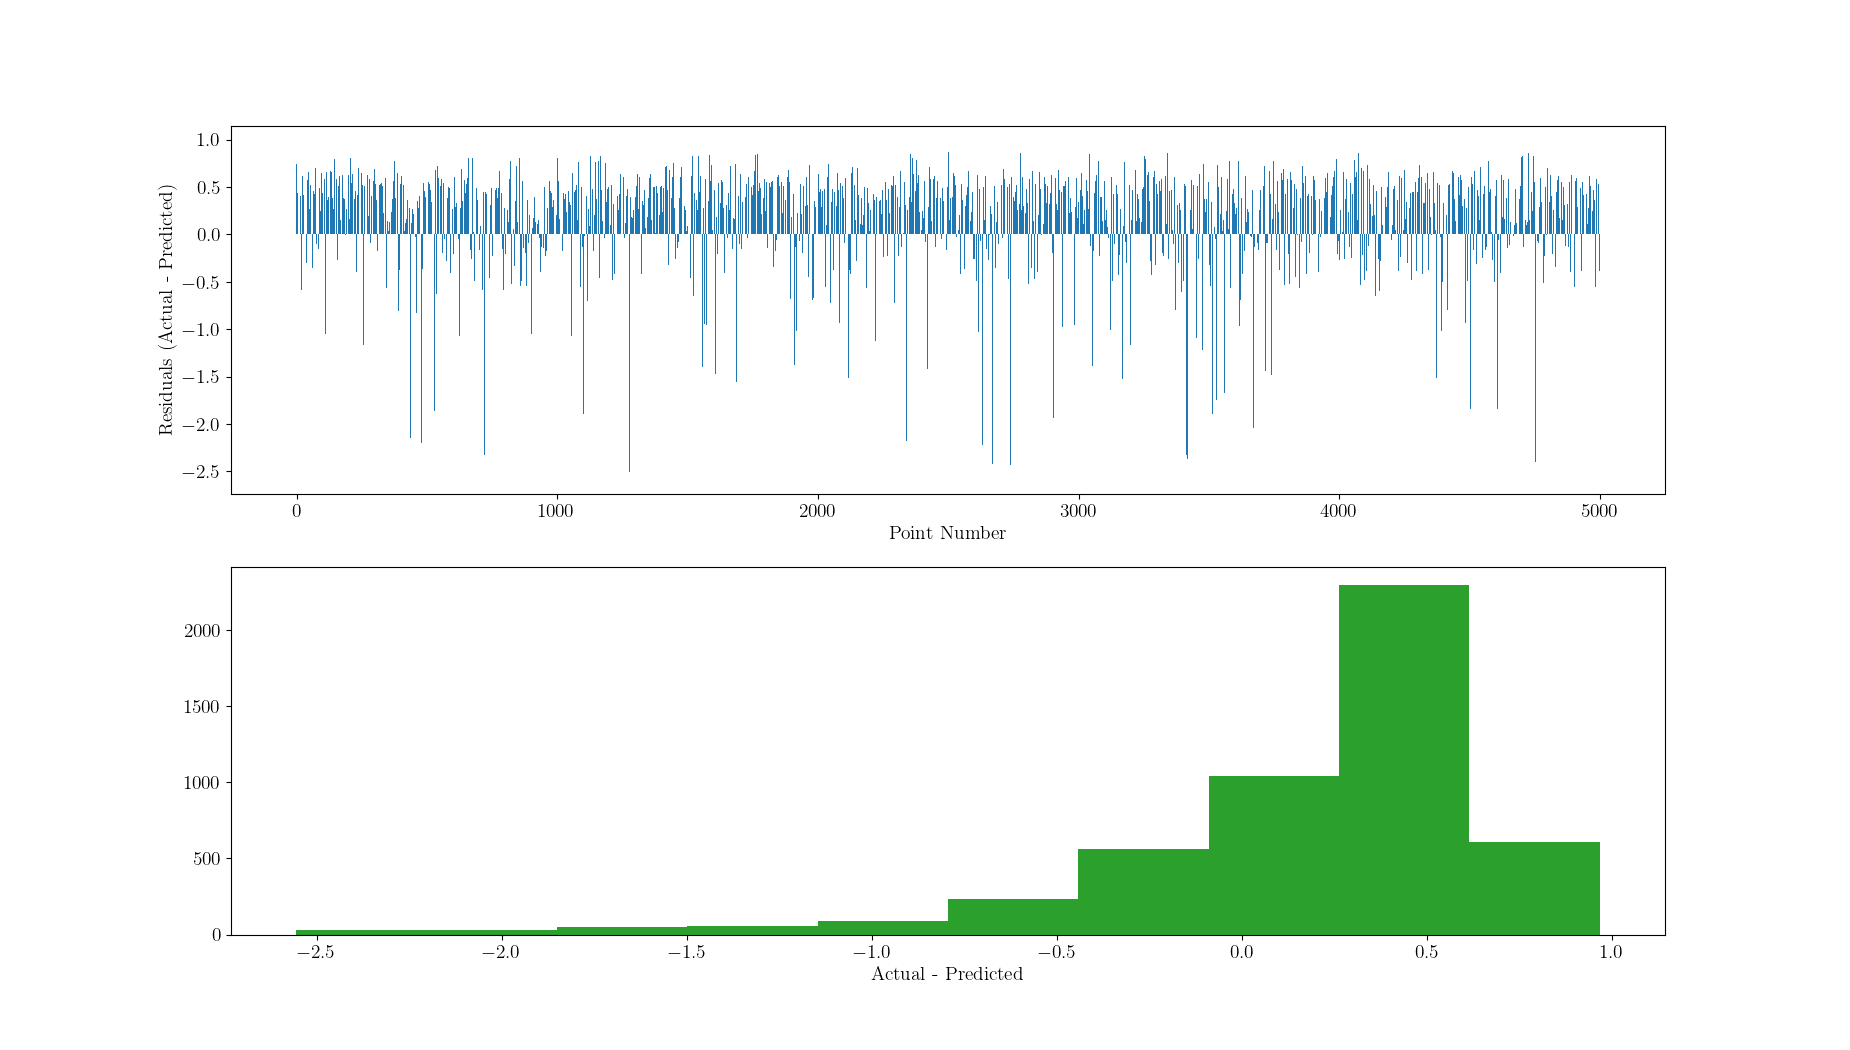 1.0
0.5
0.0
−0.5
−1.0
−1.5
−2.0
−2.5
Residuals (Actual - Predicted)
0 1000 2000 3000 4000 5000
Point Number
2000
1500
1000
500
0
−2.5 −2.0 −1.5 −1.0 −0.5 0.0 0.5 1.0
Actual - Predicted